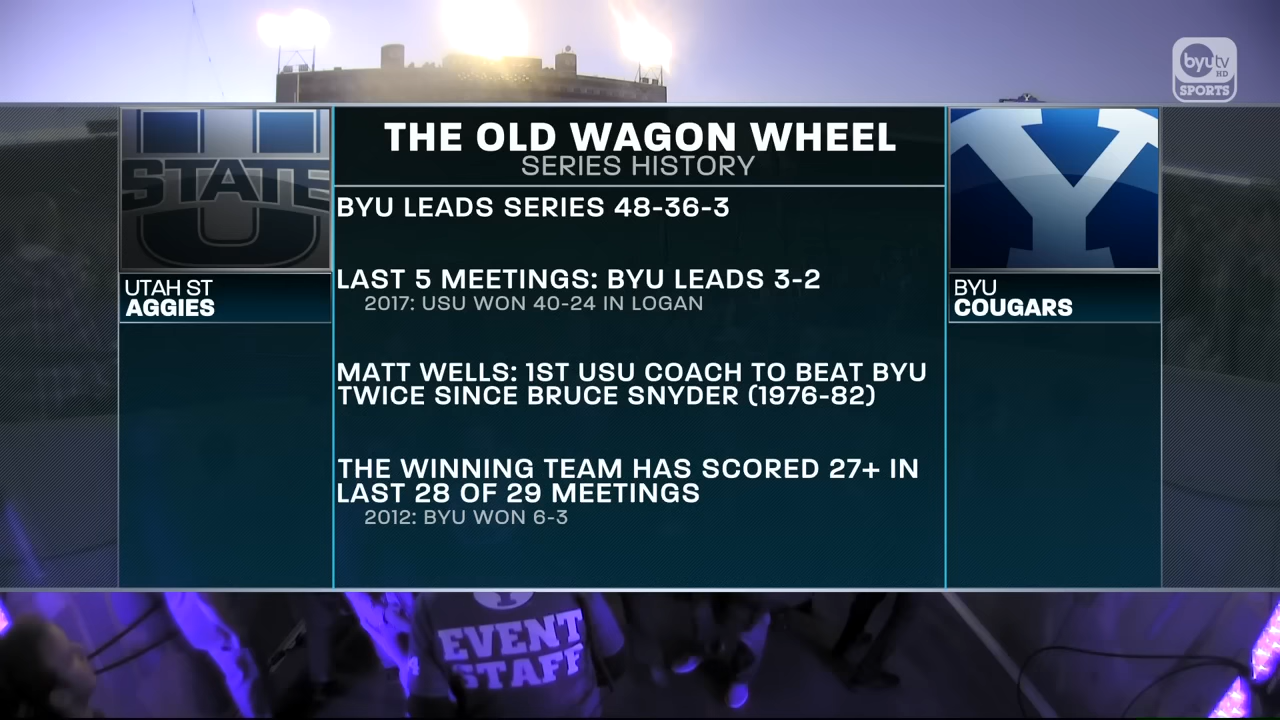 byutv
HD
SPORTS
THE OLD WAGON WHEEL
SERIES HISTORY
STATE
U
Y
BYU LEADS SERIES 48-36-3
LAST 5 MEETINGS: BYU LEADS 3-2
2017: USU WON 40-24 IN LOGAN
UTAH ST
AGGIES
BYU
COUGARS
MATT WELLS: 1ST USU COACH TO BEAT BYU
TWICE SINCE BRUCE SNYDER (1976-82)
THE WINNING TEAM HAS SCORED 27+ IN
LAST 28 OF 29 MEETINGS
2012: BYU WON 6-3
EVENT
STAFF